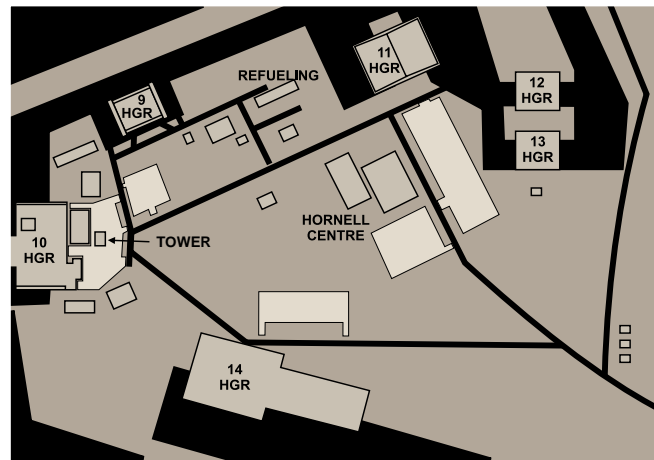 11
HGR
REFUELING
12
HGR
9
HGR
13
HGR
HORNELL
CENTRE
10
HGR
TOWER
14
HGR